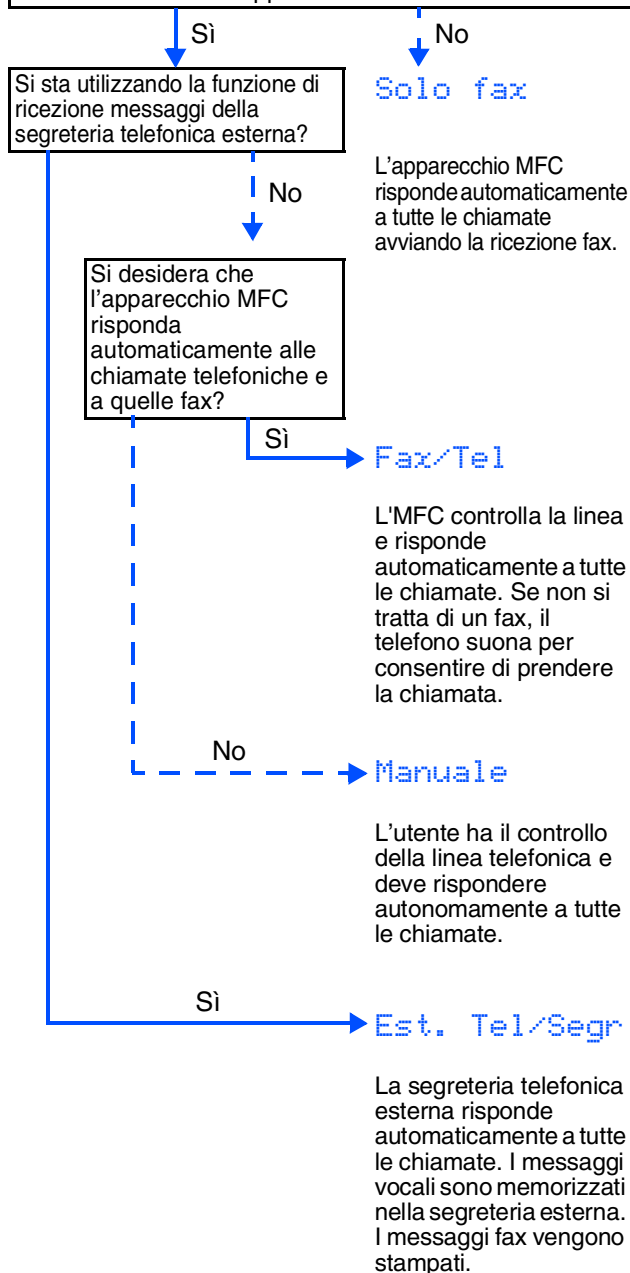 Sì
No
Si sta utilizzando la funzione di
ricezione messaggi della
segreteria telefonica esterna?
Solo fax
L’apparecchio MFC
risponde automaticamente
a tutte le chiamate
avviando la ricezione fax.
No
Si desidera che
l’apparecchio MFC
risponda
automaticamente alle
chiamate telefoniche e
a quelle fax?
Sì
Fax/Tel
L'MFC controlla la linea
e risponde
automaticamente a tutte
le chiamate. Se non si
tratta di un fax, il
telefono suona per
consentire di prendere
la chiamata.
No
Manuale
L’utente ha il controllo
della linea telefonica e
deve rispondere
autonomamente a tutte
le chiamate.
Sì
Est. Tel/Segr
La segreteria telefonica
esterna risponde
automaticamente a tutte
le chiamate. I messaggi
vocali sono memorizzati
nella segreteria esterna.
I messaggi fax vengono
stampati.